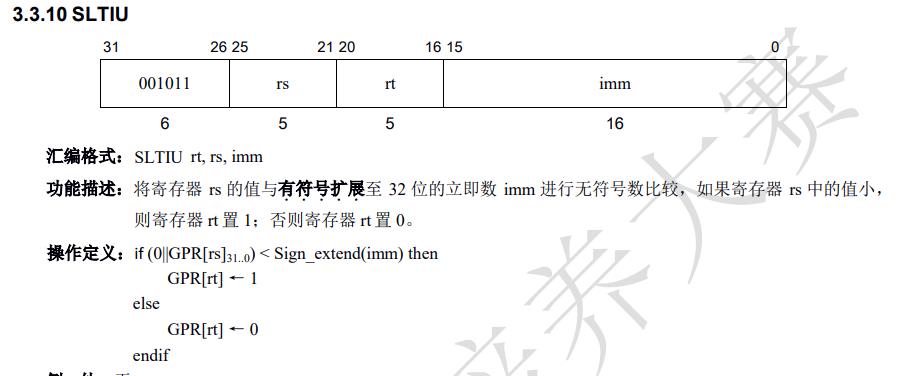 3.3.10 SLTIU
31 26 25 21 20 16 15 0
001011 rs rt imm
6 5 5 16
汇编格式：SLTIU rt, rs, imm
功能描述：将寄存器 rs 的值与有符号扩展至 32 位的立即数 imm 进行无符号数比较，如果寄存器 rs 中的值小，
则寄存器 rt 置 1；否则寄存器 rt 置 0。
操作定义：if (0||GPR[rs]31..0) < Sign_extend(imm) then
GPR[rt] ← 1
else
GPR[rt] ← 0
endif
培养大赛